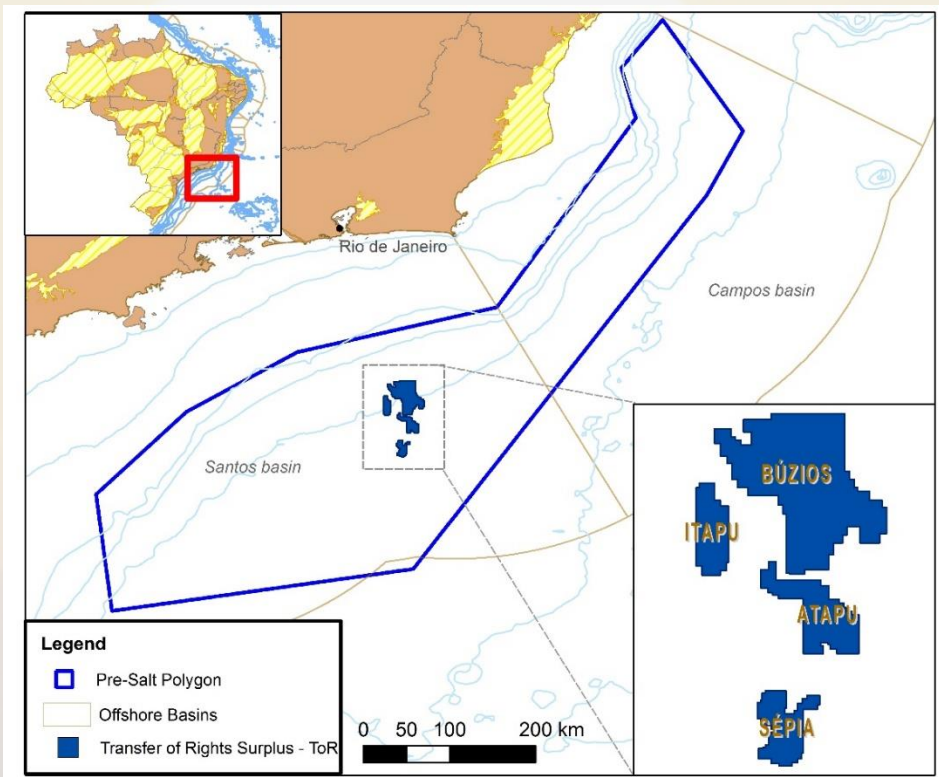 Rio de Janeiro
Campos basin
Santos basin
BÚZIOS
ITAPU
ATAPU
SÉPIA
Legend
Pre-Salt Polygon
Offshore Basins
Transfer of Rights Surplus - ToR
0 50 100 200 km